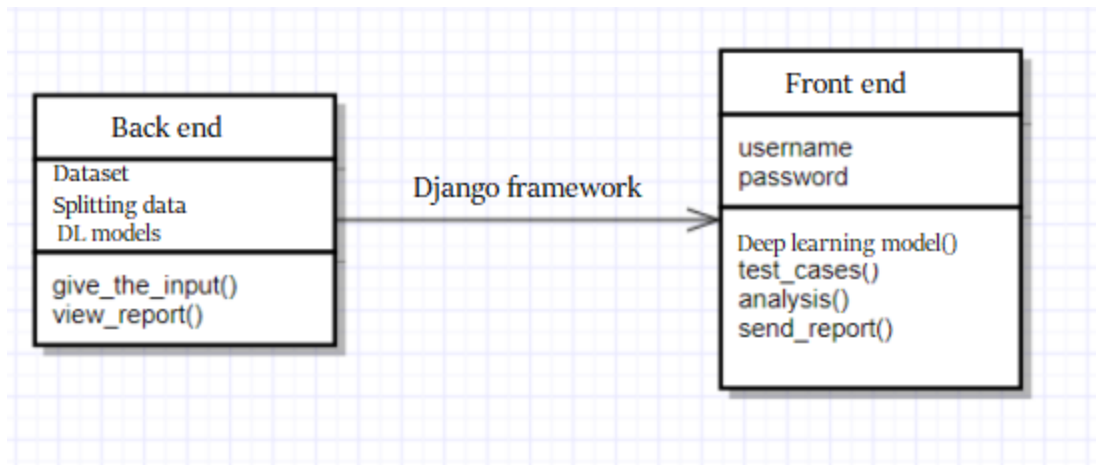 Back end
Dataset
Splitting data
DL models
give_the_input()
view_report()
Django framework
Front end
username
password
Deep learning model()
test_cases()
analysis()
send_report()